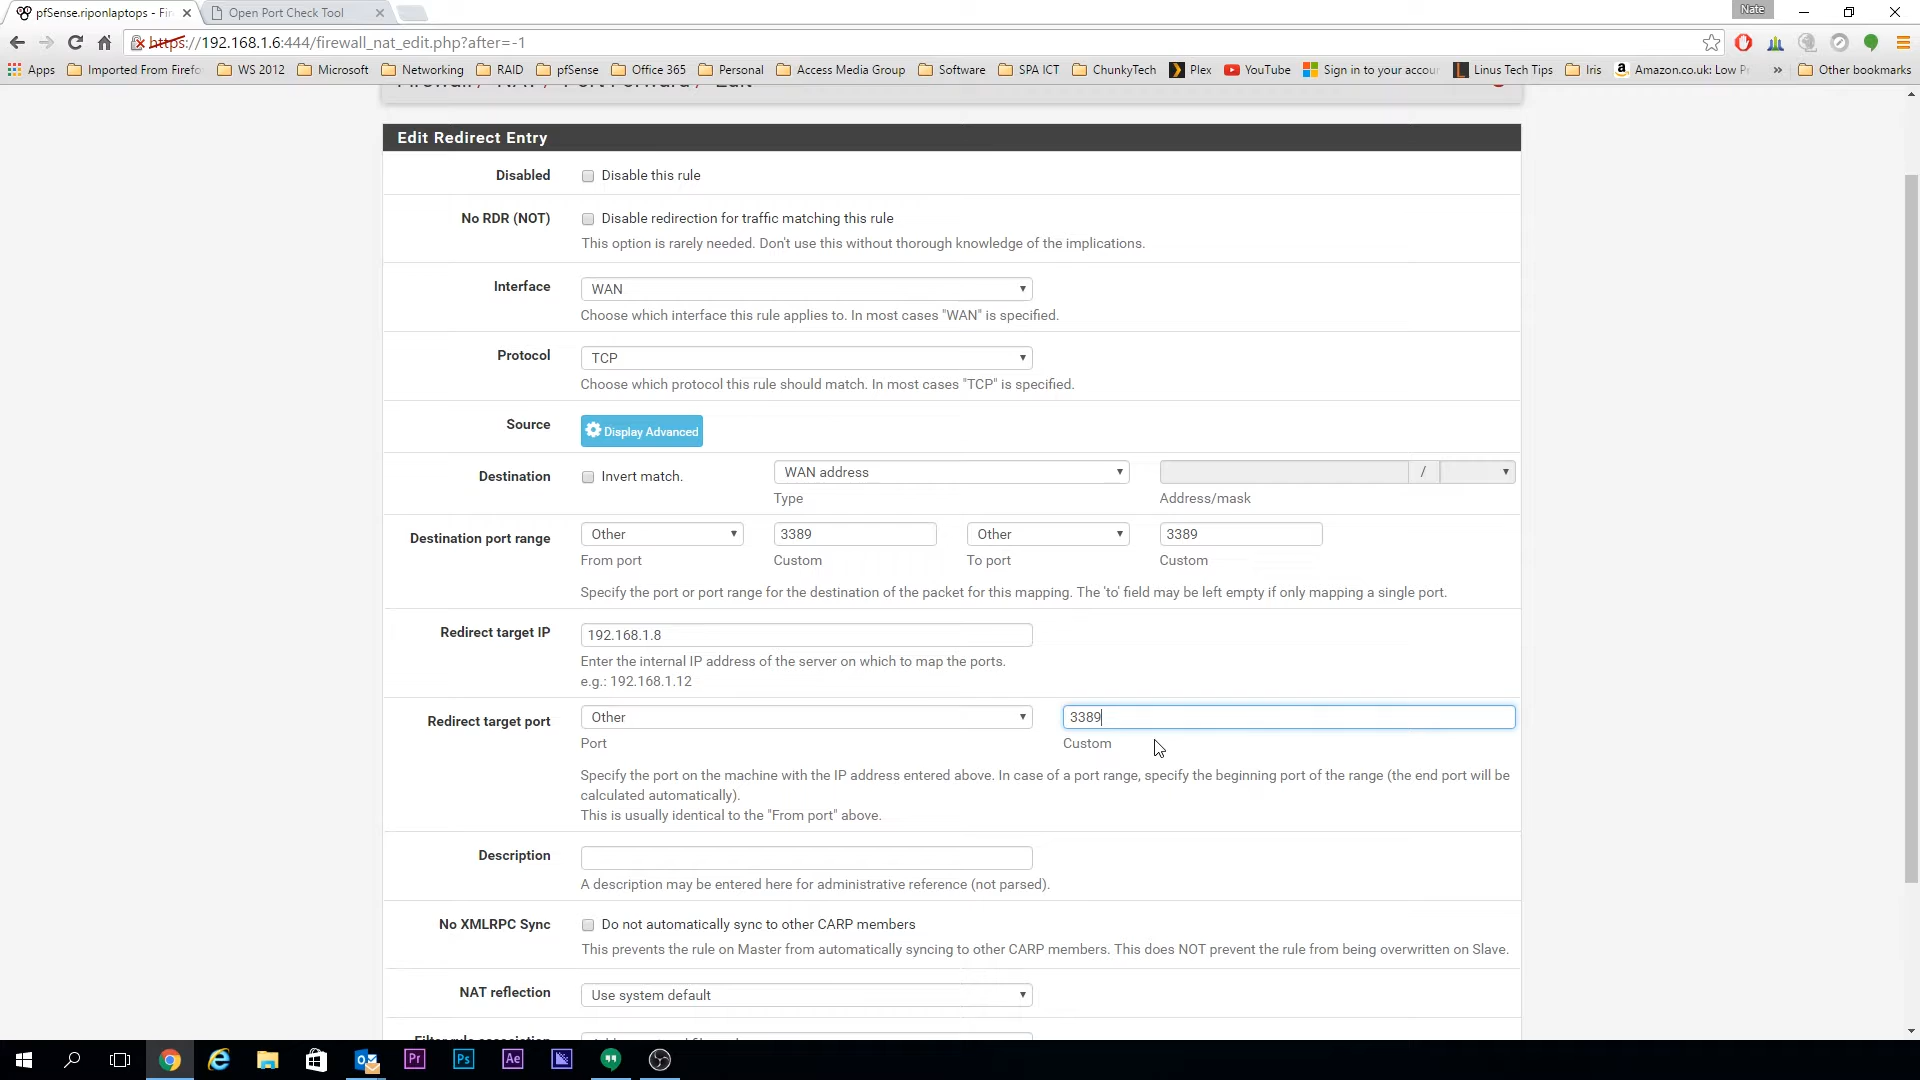 pfSense.riponlaptops - Fi
Open Port Check Tool
Nate
https://192.168.1.6:444/firewall_nat_edit.php?after=-1
Apps
Imported From Firefo
WS 2012
Microsoft
Networking
RAID
pfSense
Office 365
Personal
Access Media Group
Software
SPA ICT
ChunkyTech
Plex
YouTube
Sign in to your accou
Linus Tech Tips
Iris
Amazon.co.uk: Low P
»
Other bookmarks
Firewall / NAT / Port Forward / Edit
Edit Redirect Entry
Disabled
Disable this rule
No RDR (NOT)
Disable redirection for traffic matching this rule
This option is rarely needed. Don't use this without thorough knowledge of the implications.
Interface
WAN
Choose which interface this rule applies to. In most cases "WAN" is specified.
Protocol
TCP
Choose which protocol this rule should match. In most cases "TCP" is specified.
Source
Display Advanced
Destination
Invert match.
WAN address
/
Type
Address/mask
Destination port range
Other
3389
Other
3389
From port
Custom
To port
Custom
Specify the port or port range for the destination of the packet for this mapping. The 'to' field may be left empty if only mapping a single port.
Redirect target IP
192.168.1.8
Enter the internal IP address of the server on which to map the ports.
e.g.: 192.168.1.12
Redirect target port
Other
3389
Port
Custom
Specify the port on the machine with the IP address entered above. In case of a port range, specify the beginning port of the range (the end port will be
calculated automatically).
This is usually identical to the "From port" above.
Description
A description may be entered here for administrative reference (not parsed).
No XMLRPC Sync
Do not automatically sync to other CARP members
This prevents the rule on Master from automatically syncing to other CARP members. This does NOT prevent the rule from being overwritten on Slave.
NAT reflection
Use system default
Filter rule association
Pr
Ps
Ae